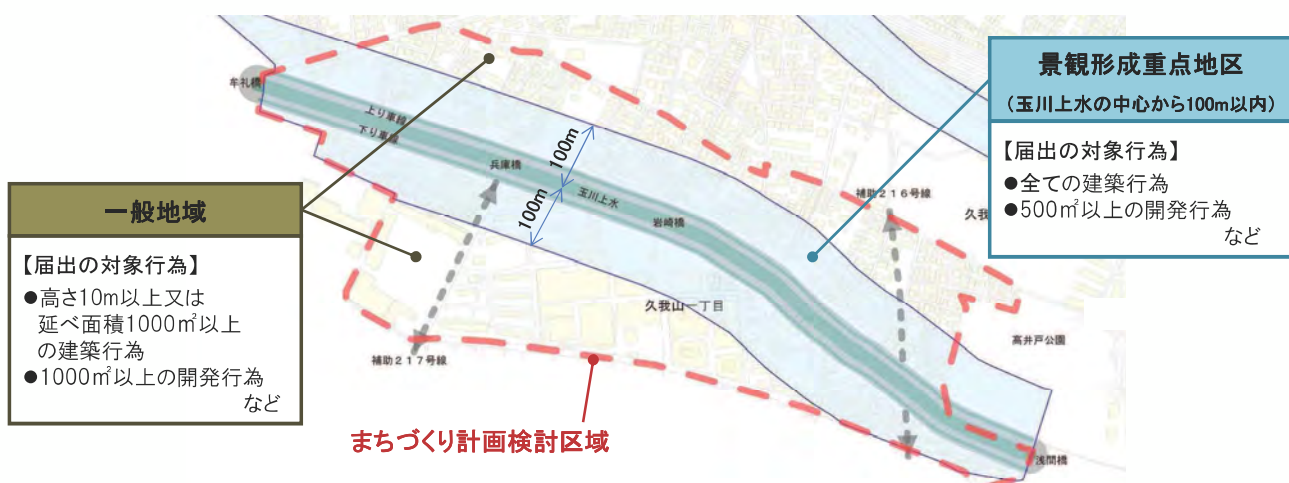 景観形成重点地区
(玉川上水の中心から100m以内)
【届出の対象行為】
●全ての建築行為
●500㎡以上の開発行為
など
一般地域
【届出の対象行為】
●高さ10m以上又は
延べ面積1000㎡以上
の建築行為
●1000㎡以上の開発行為
など
牟礼橋
上り車線
下り車線
兵庫橋
100m
100m
玉川上水
岩崎橋
補助216号線
久我
久我山一丁目
高井戸公園
補助217号線
浅間橋
まちづくり計画検討区域